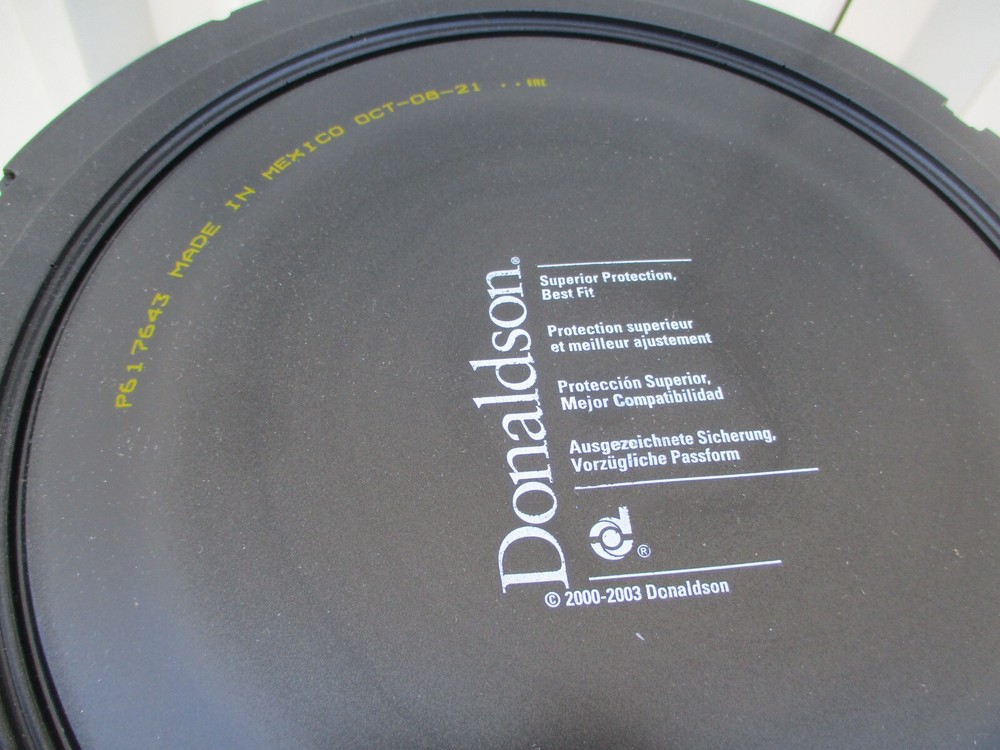 P617643 MADE IN MEXICO OCT-08-21 ·· EAC
Donaldson®
Superior Protection,
Best Fit
Protection superieur
et meilleur ajustement
Protección Superior,
Mejor Compatibilidad
Ausgezeichnete Sicherung,
Vorzügliche Passform
®
© 2000-2003 Donaldson